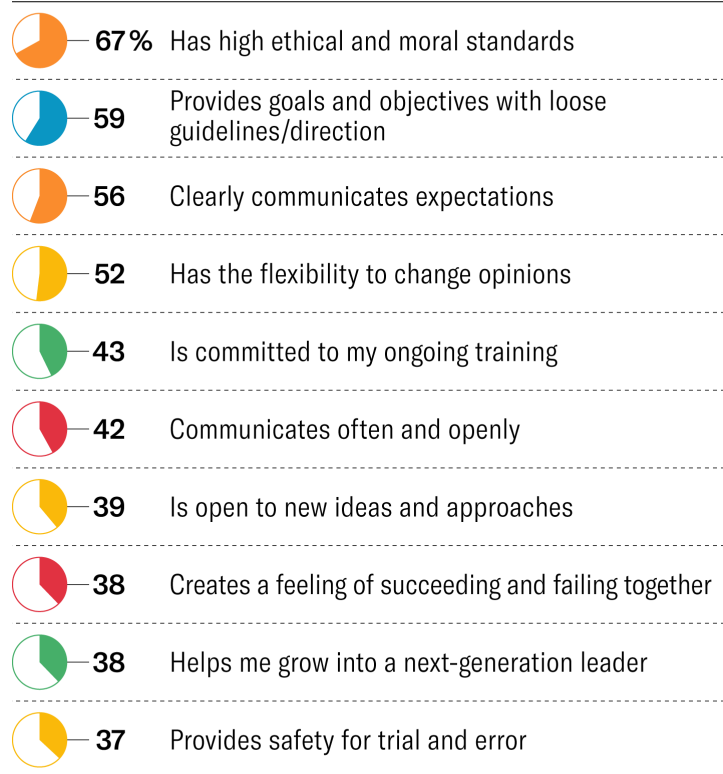 67% Has high ethical and moral standards
59 Provides goals and objectives with loose
guidelines/direction
56 Clearly communicates expectations
52 Has the flexibility to change opinions
43 Is committed to my ongoing training
42 Communicates often and openly
39 Is open to new ideas and approaches
38 Creates a feeling of succeeding and failing together
38 Helps me grow into a next-generation leader
37 Provides safety for trial and error